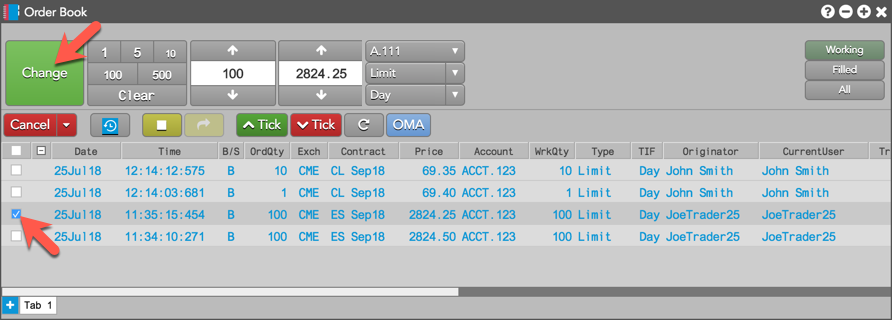 Order Book
Change
1 5 10
100 500
Clear
100
2824.25
A.111
Limit
Day
Working
Filled
All
Cancel Tick Tick OMA
Date Time B/S OrdQty Exch Contract Price Account WrkQty Type TIF Originator CurrentUser Tr
25Jul18 12:14:12:575 B 10 CME CL Sep18 69.35 ACCT.123 10 Limit Day John Smith John Smith
25Jul18 12:14:03:681 B 1 CME CL Sep18 69.40 ACCT.123 1 Limit Day John Smith John Smith
25Jul18 11:35:15:454 B 100 CME ES Sep18 2824.25 ACCT.123 100 Limit Day JoeTrader25 JoeTrader25
25Jul18 11:34:10:271 B 100 CME ES Sep18 2824.50 ACCT.123 100 Limit Day JoeTrader25 JoeTrader25
Tab 1